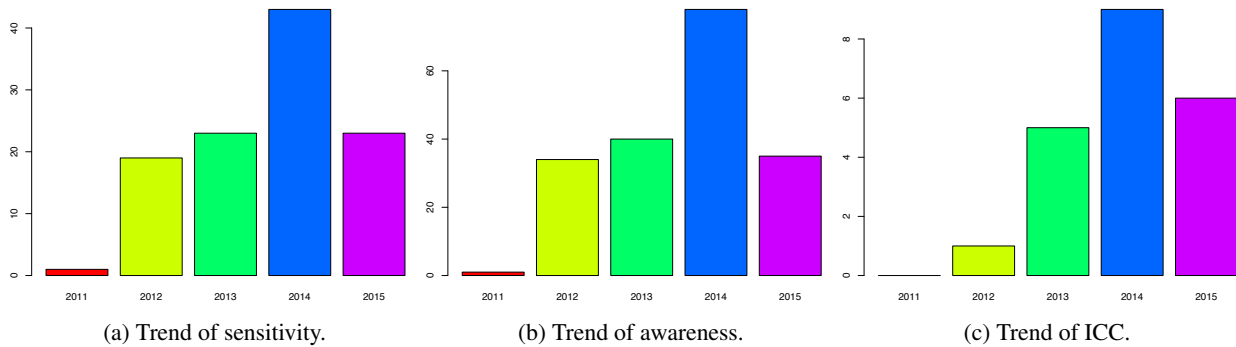 0 10 20 30 40
2011 2012 2013 2014 2015
(a) Trend of sensitivity.
0 20 40 60
2011 2012 2013 2014 2015
(b) Trend of awareness.
0 2 4 6 8
2011 2012 2013 2014 2015
(c) Trend of ICC.